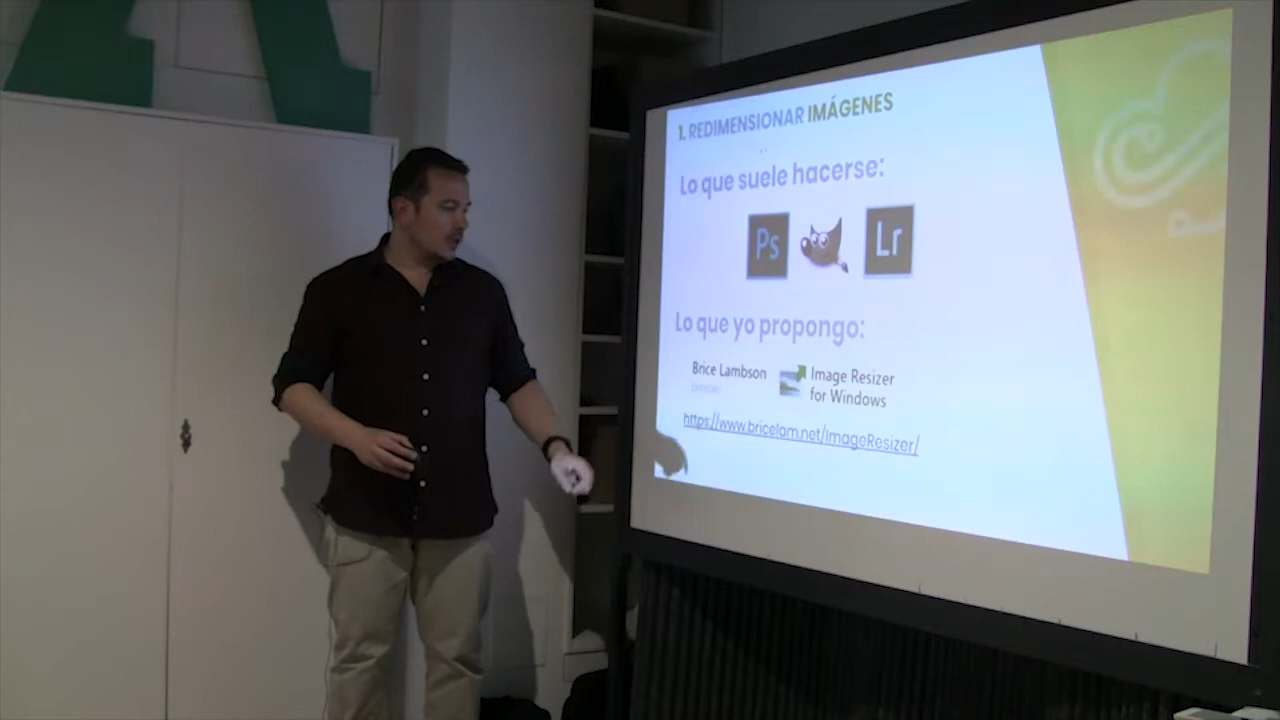 1. REDIMENSIONAR IMÁGENES
Lo que suele hacerse:
Ps
Lr
Lo que yo propongo:
Brice Lambson
Image Resizer
for Windows
https://www.bricelam.net/ImageResizer/